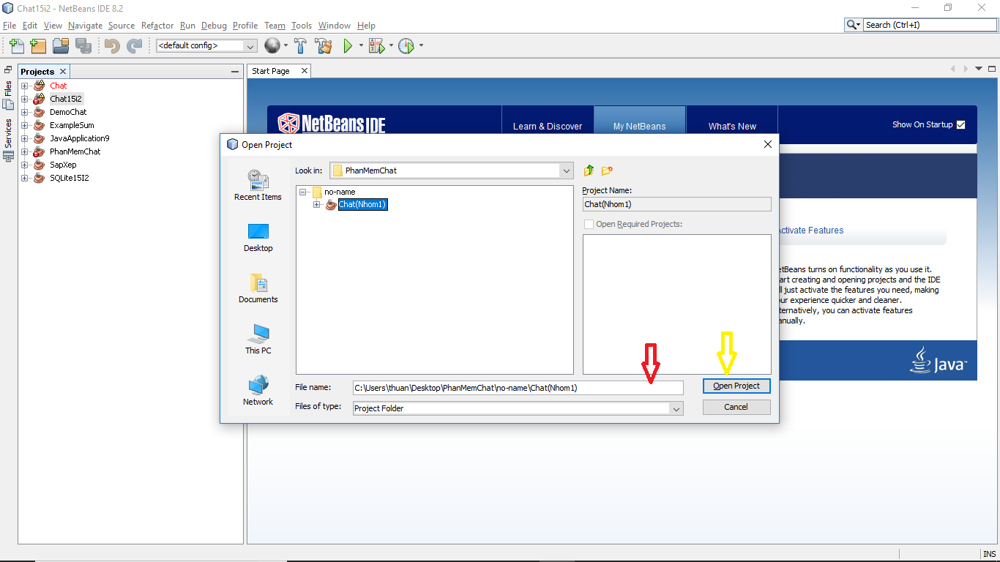 Chat15i2 - NetBeans IDE 8.2
File Edit View Navigate Source Refactor Run Debug Profile Team Tools Window Help
Search (Ctrl+I)
<default config>
Files
Services
Projects
Chat
Chat15i2
DemoChat
ExampleSum
JavaApplication9
PhanMemChat
SapXep
SQLite15I2
Start Page
NetBeans IDE
Learn & Discover
My NetBeans
What's New
Show On Startup
Open Project
Look in:
PhanMemChat
Recent Items
Desktop
Documents
This PC
Network
no-name
Chat(Nhom1)
Project Name:
Chat(Nhom1)
Open Required Projects:
File name:
C:\Users\thuan\Desktop\PhanMemChat\no-name\Chat(Nhom1)
Open Project
Files of type:
Project Folder
Cancel
ctivate Features
etBeans turns on functionality as you use it.
art creating and opening projects and the IDE
ll just activate the features you need, making
ur experience quicker and cleaner.
ternatively, you can activate features
anually.
Java
INS